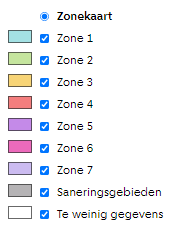 Zonekaart
Zone 1
Zone 2
Zone 3
Zone 4
Zone 5
Zone 6
Zone 7
Saneringsgebieden
Te weinig gegevens